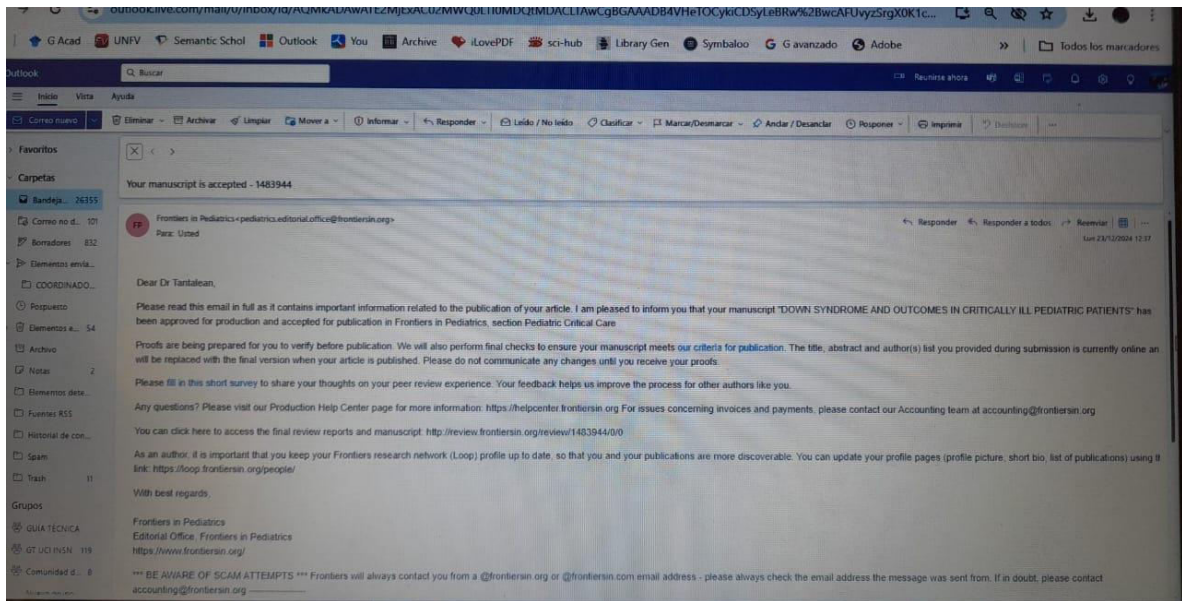 outlook.live.com/mail/0/inbox/id/
G Acad UNFV Semantic Schol Outlook You Archive iLovePDF sci-hub Library Gen Symbaloo G avanzado Adobe » Todos los marcadores
Outlook Buscar Reunirse ahora
Inicio Vista Ayuda
Correo nuevo Eliminar Archivar Limpiar Mover a Informar Responder Leído / No leído Clasificar Marcar/Desmarcar Anclar / Desanclar Posponer Imprimir Deshacer ...
Favoritos
Carpetas
Your manuscript is accepted - 1483944
Bandeja... 26355
Correo no d... 101
Borradores 832
Elementos envia...
COORDINADO...
Pospuesto
Elementos e... 54
Archivo
Notas 2
Elementos dete...
Fuentes RSS
Historial de con...
Spam
Trash 11
Grupos
GUIA TECNICA
GT UCI INSN 119
Comunidad d... 8
FP Frontiers in Pediatrics<pediatrics.editorial.office@frontiersin.org>
Para: Usted
Responder Responder a todos Reenviar ...
Lun 23/12/2024 12:37
Dear Dr Tantalean,
Please read this email in full as it contains important information related to the publication of your article. I am pleased to inform you that your manuscript "DOWN SYNDROME AND OUTCOMES IN CRITICALLY ILL PEDIATRIC PATIENTS" has
been approved for production and accepted for publication in Frontiers in Pediatrics, section Pediatric Critical Care
Proofs are being prepared for you to verify before publication. We will also perform final checks to ensure your manuscript meets our criteria for publication. The title, abstract and author(s) list you provided during submission is currently online an
will be replaced with the final version when your article is published. Please do not communicate any changes until you receive your proofs.
Please fill in this short survey to share your thoughts on your peer review experience. Your feedback helps us improve the process for other authors like you.
Any questions? Please visit our Production Help Center page for more information: https://helpcenter.frontiersin.org For issues concerning invoices and payments, please contact our Accounting team at accounting@frontiersin.org
You can click here to access the final review reports and manuscript: http://review.frontiersin.org/review/1483944/0/0
As an author, it is important that you keep your Frontiers research network (Loop) profile up to date, so that you and your publications are more discoverable. You can update your profile pages (profile picture, short bio, list of publications) using
link: https://loop.frontiersin.org/people/
With best regards,
Frontiers in Pediatrics
Editorial Office, Frontiers in Pediatrics
https://www.frontiersin.org/
*** BE AWARE OF SCAM ATTEMPTS *** Frontiers will always contact you from a @frontiersin.org or @frontiersin.com email address - please always check the email address the message was sent from. If in doubt, please contact
accounting@frontiersin.org